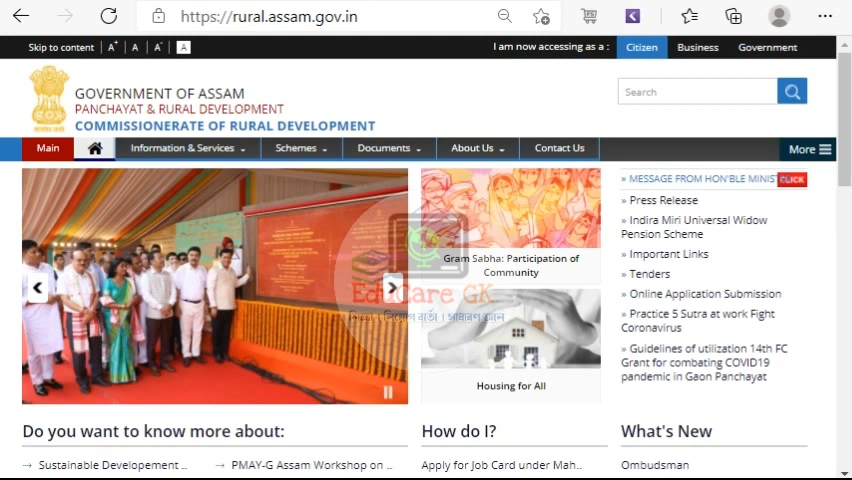 https://rural.assam.gov.in
Skip to content A+ A A- A
I am now accessing as a : Citizen Business Government
GOVERNMENT OF ASSAM
PANCHAYAT & RURAL DEVELOPMENT
COMMISSIONERATE OF RURAL DEVELOPMENT
Search
Main Information & Services Schemes Documents About Us Contact Us More
» MESSAGE FROM HON'BLE CLICK
» Press Release
» Indira Miri Universal Widow
Pension Scheme
» Important Links
» Tenders
» Online Application Submission
» Practice 5 Sutra at work Fight
Coronavirus
» Guidelines of utilization 14th FC
Grant for combating COVID19
pandemic in Gaon Panchayat
Gram Sabha: Participation of
Community
EduCare GK
Housing for All
Do you want to know more about:
Sustainable Developement ..
PMAY-G Assam Workshop on ..
How do I?
Apply for Job Card under Mah..
What's New
Ombudsman